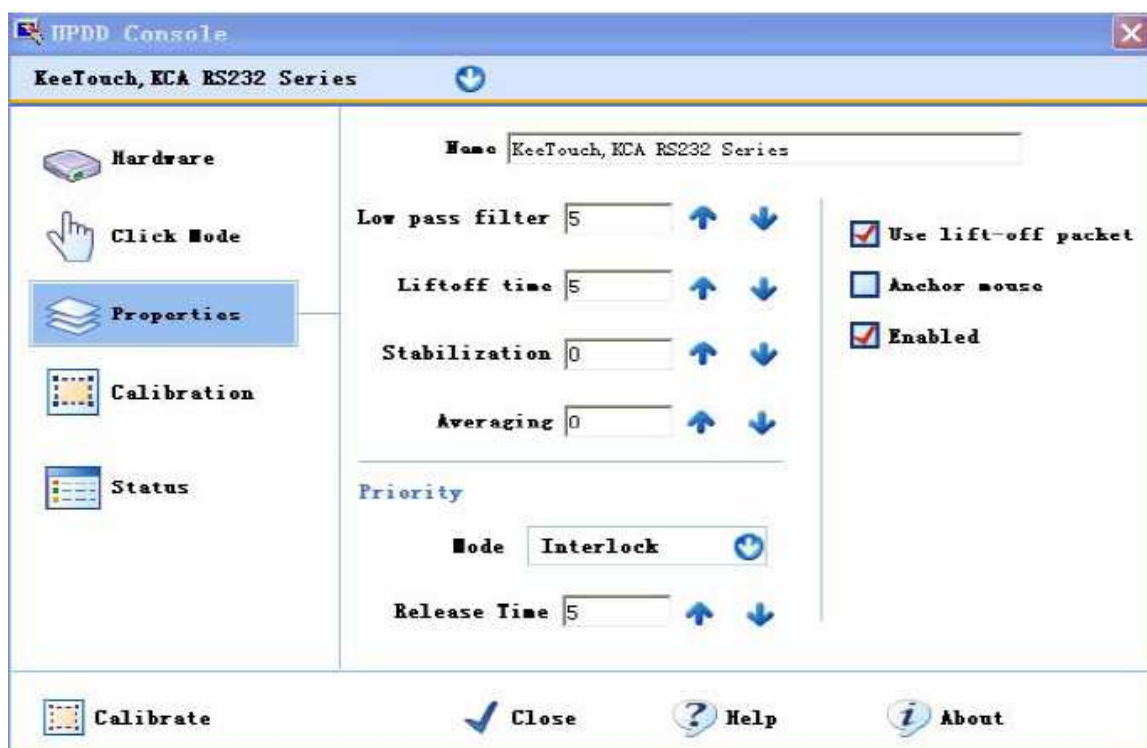 UPDD Console
KeeTouch,KCA RS232 Series
Hardware
Click Mode
Properties
Calibration
Status
Name KeeTouch,KCA RS232 Series
Low pass filter 5
Liftoff time 5
Stabilization 0
Averaging 0
Priority
Mode Interlock
Release Time 5
Use lift-off packet
Anchor mouse
Enabled
Calibrate Close Help About